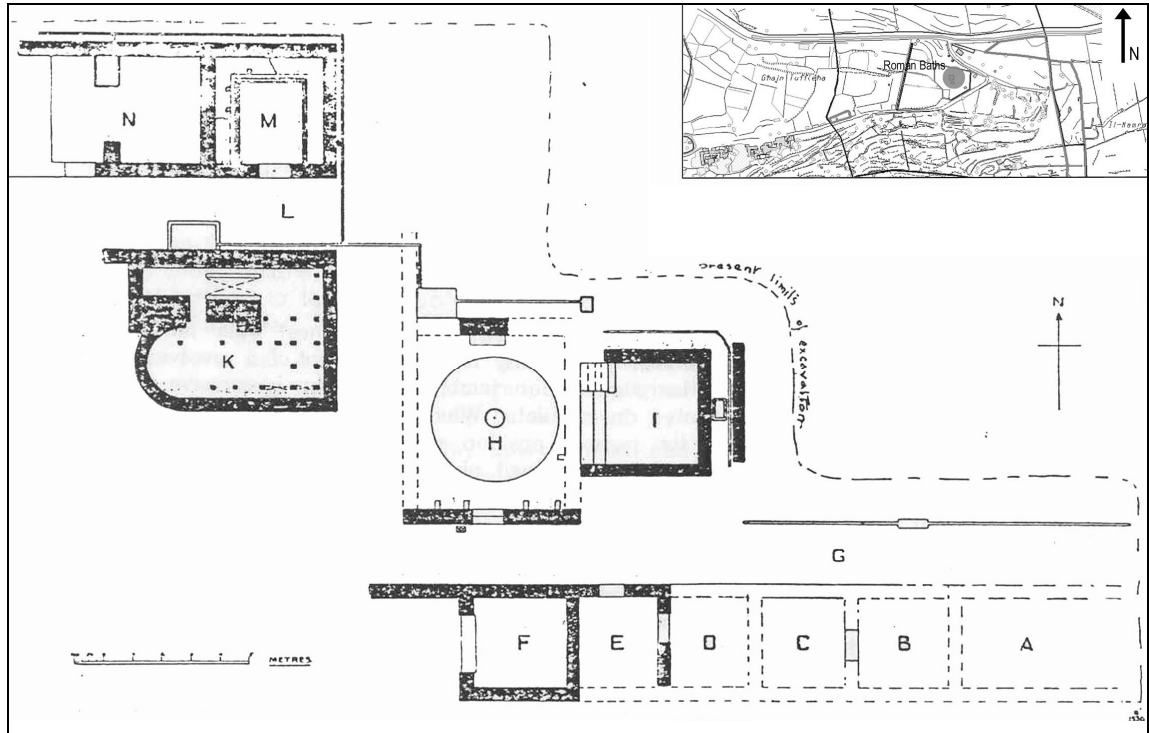 N
Roman Baths
Ghajn Tuffieha
N
M
L
present limits of excavation
N
K
H
I
G
F
E
D
C
B
A
METRES